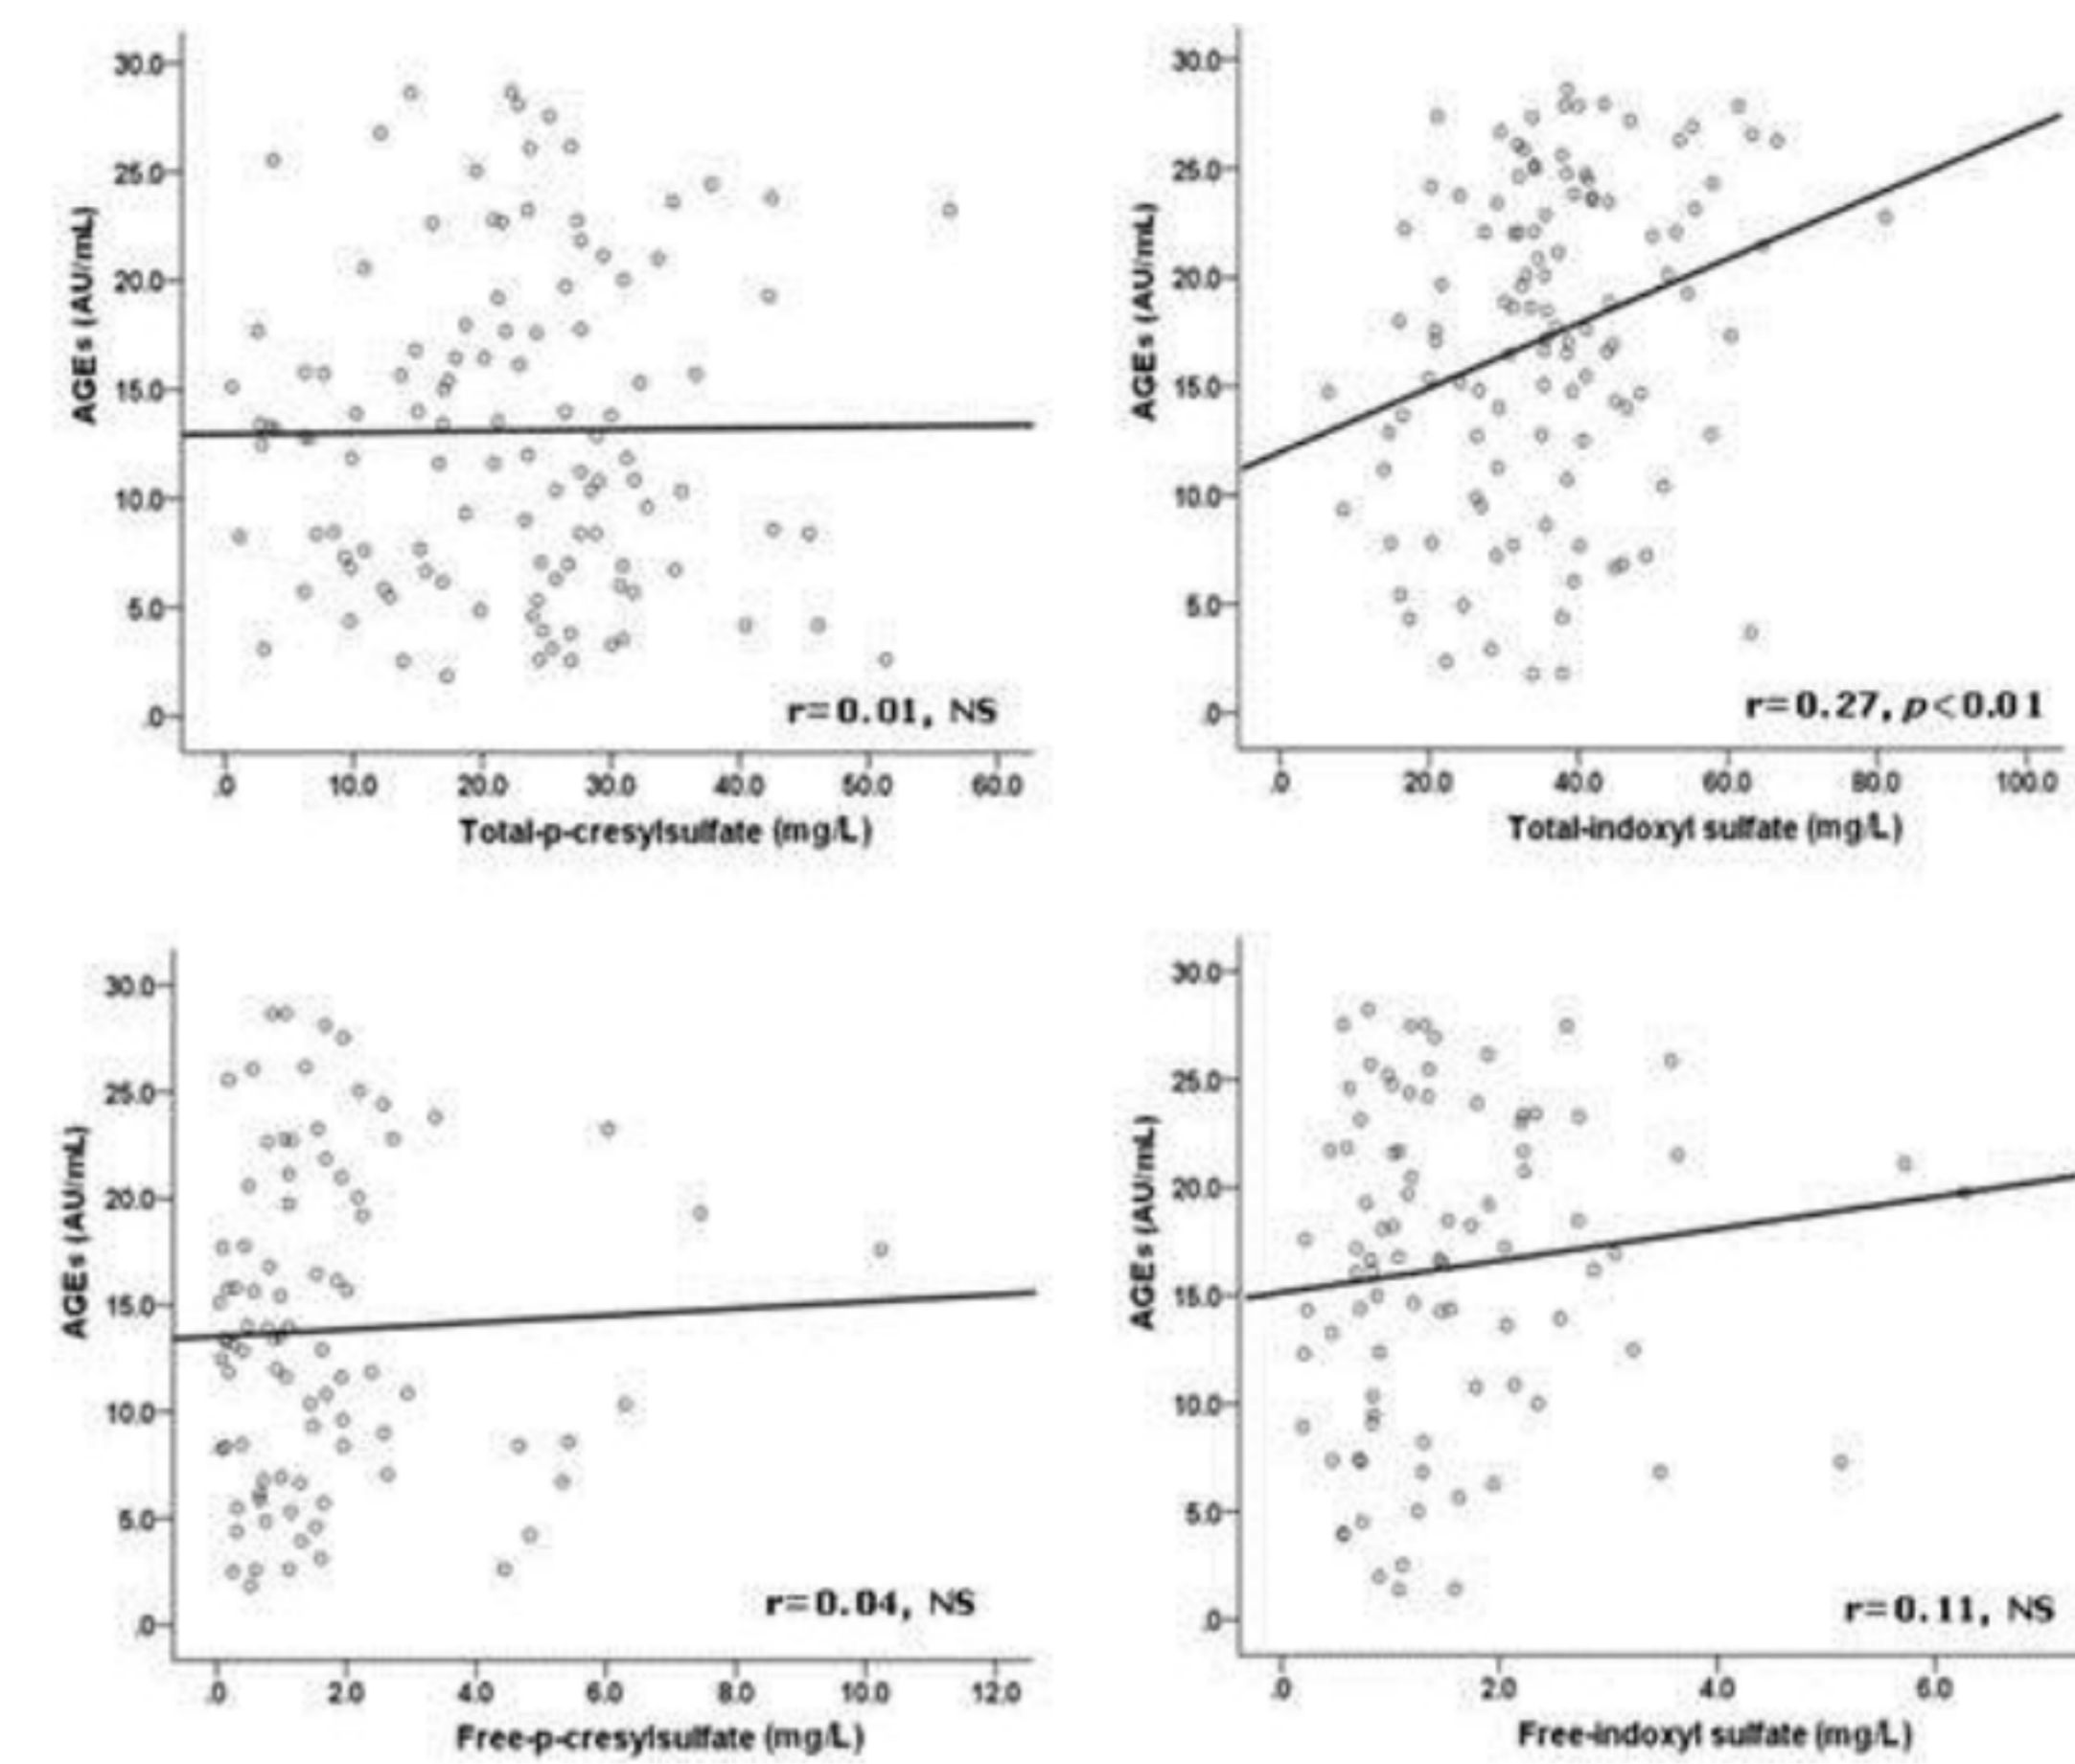 30.0
25.0
20.0
15.0
10.0
5.0
.0
AGEs (AU/mL)
r=0.01, NS
.0 10.0 20.0 30.0 40.0 50.0 60.0
Total-p-cresylsulfate (mg/L)
30.0
25.0
20.0
15.0
10.0
5.0
.0
AGEs (AU/mL)
r=0.27, p<0.01
.0 20.0 40.0 60.0 80.0 100.0
Total-indoxyl sulfate (mg/L)
30.0
25.0
20.0
15.0
10.0
5.0
.0
AGEs (AU/mL)
r=0.04, NS
.0 2.0 4.0 6.0 8.0 10.0 12.0
Free-p-cresylsulfate (mg/L)
30.0
25.0
20.0
15.0
10.0
5.0
.0
AGEs (AU/mL)
r=0.11, NS
.0 2.0 4.0 6.0
Free-indoxyl sulfate (mg/L)